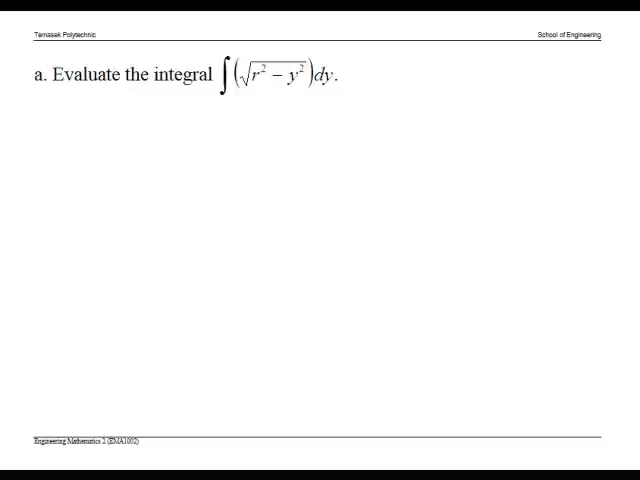 Temasek Polytechnic School of Engineering
a. Evaluate the integral ∫(√(r² − y²))dy.
Engineering Mathematics 2 (EMA1002)